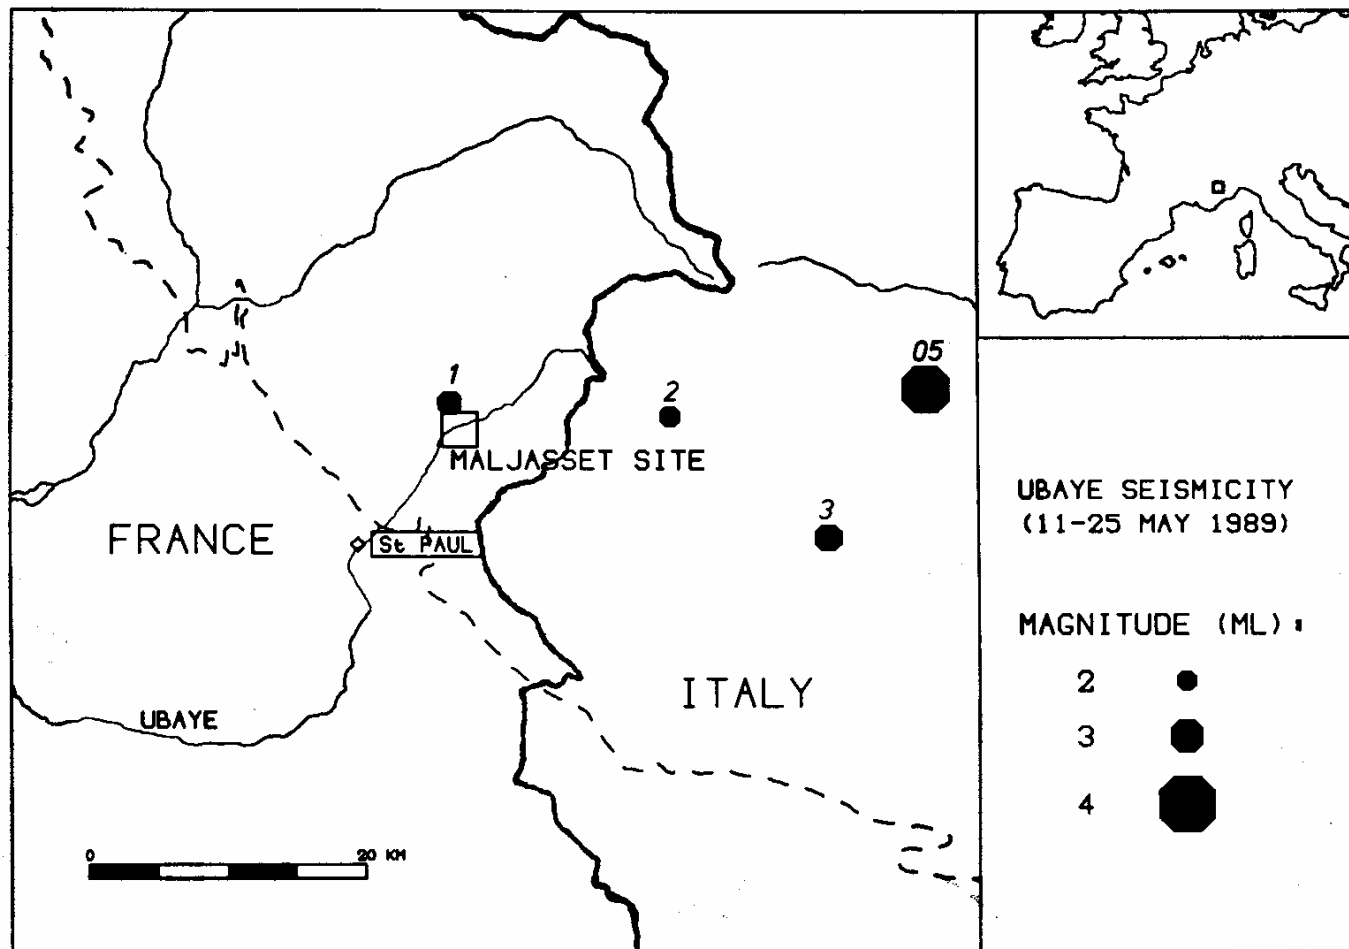 05
1
2
MALJASSET SITE
3
FRANCE
St PAUL
ITALY
UBAYE
0 20 KM
UBAYE SEISMICITY
(11-25 MAY 1989)
MAGNITUDE (ML) :
2
3
4